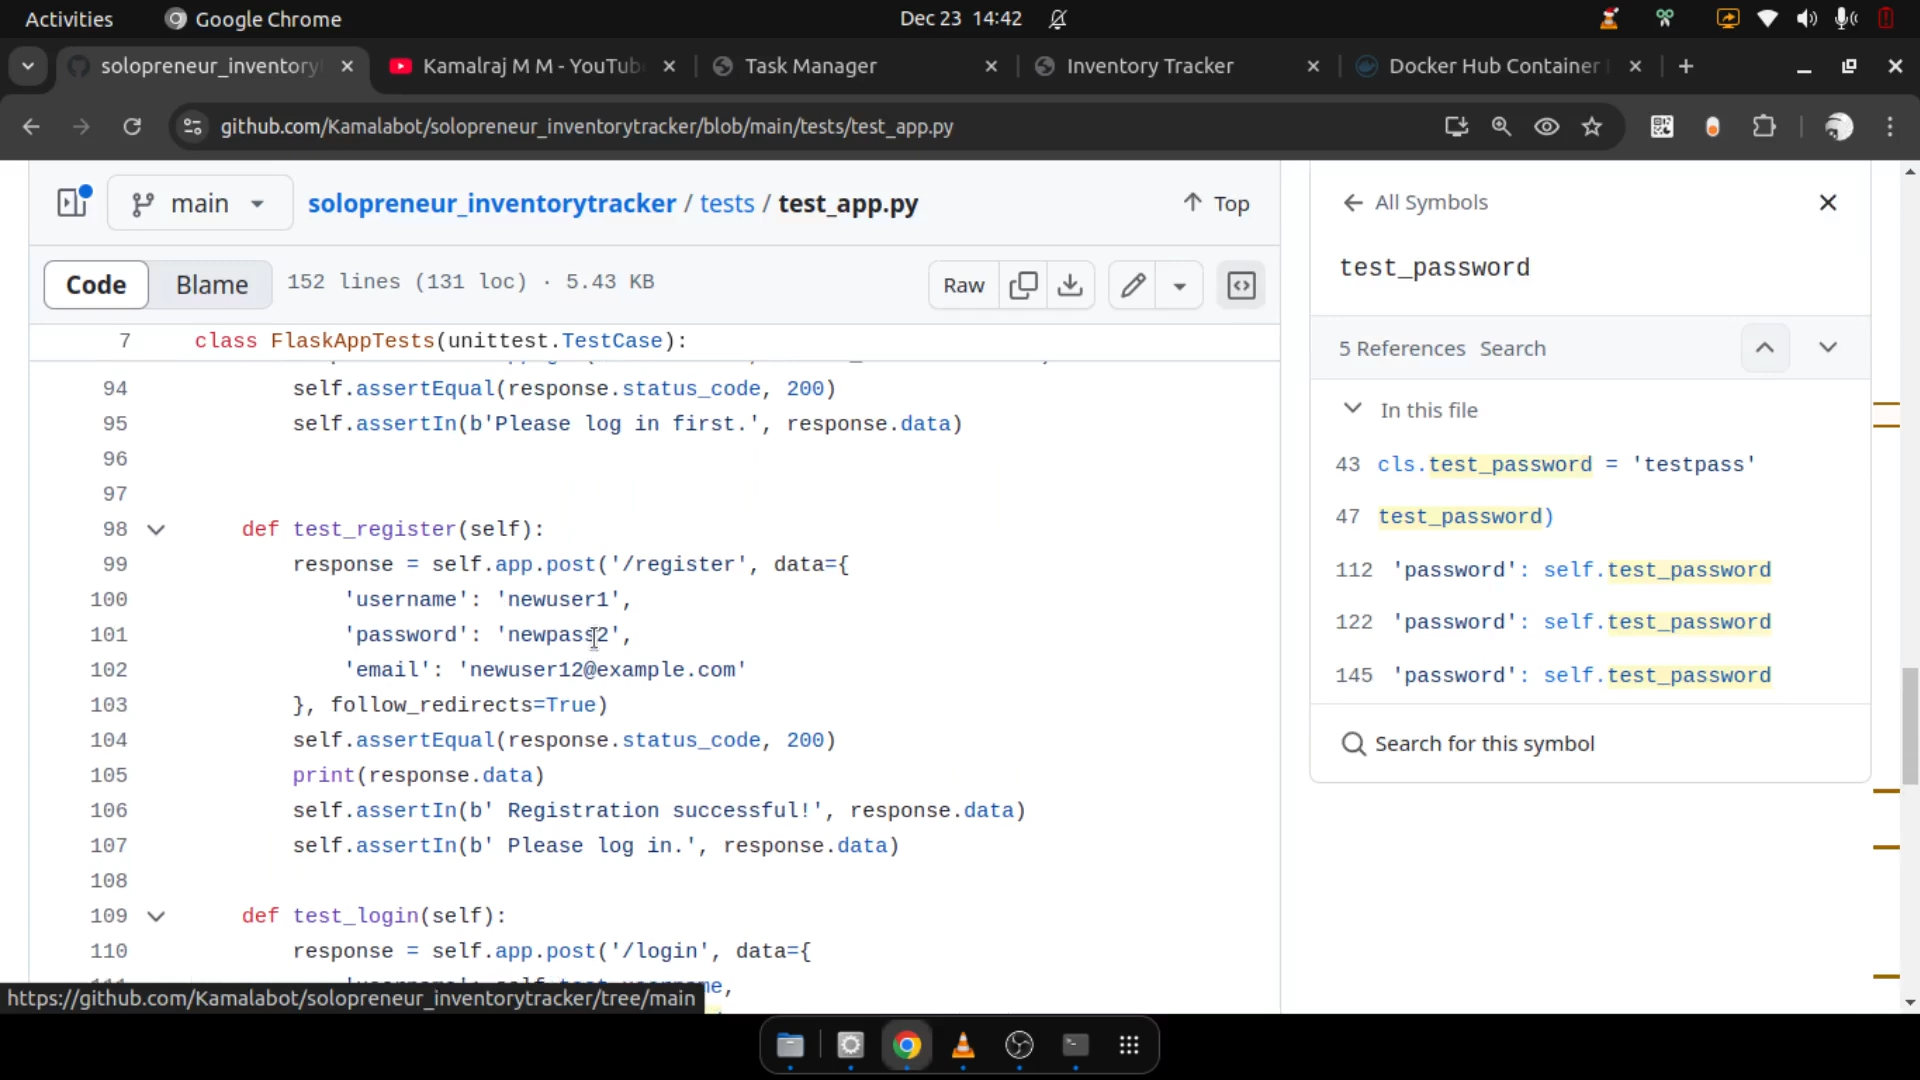 Activities
Google Chrome
Dec 23 14:42
solopreneur_inventory
Kamalraj M M - YouTub
Task Manager
Inventory Tracker
Docker Hub Container
github.com/Kamalabot/solopreneur_inventorytracker/blob/main/tests/test_app.py
main
solopreneur_inventorytracker / tests / test_app.py
Top
Code
Blame
152 lines (131 loc) · 5.43 KB
Raw
7 class FlaskAppTests(unittest.TestCase):
94 self.assertEqual(response.status_code, 200)
95 self.assertIn(b'Please log in first.', response.data)
96
97
98 def test_register(self):
99 response = self.app.post('/register', data={
100 'username': 'newuser1',
101 'password': 'newpass2',
102 'email': 'newuser12@example.com'
103 }, follow_redirects=True)
104 self.assertEqual(response.status_code, 200)
105 print(response.data)
106 self.assertIn(b' Registration successful!', response.data)
107 self.assertIn(b' Please log in.', response.data)
108
109 def test_login(self):
110 response = self.app.post('/login', data={
https://github.com/Kamalabot/solopreneur_inventorytracker/tree/main
All Symbols
test_password
5 References Search
In this file
43 cls.test_password = 'testpass'
47 test_password)
112 'password': self.test_password
122 'password': self.test_password
145 'password': self.test_password
Search for this symbol